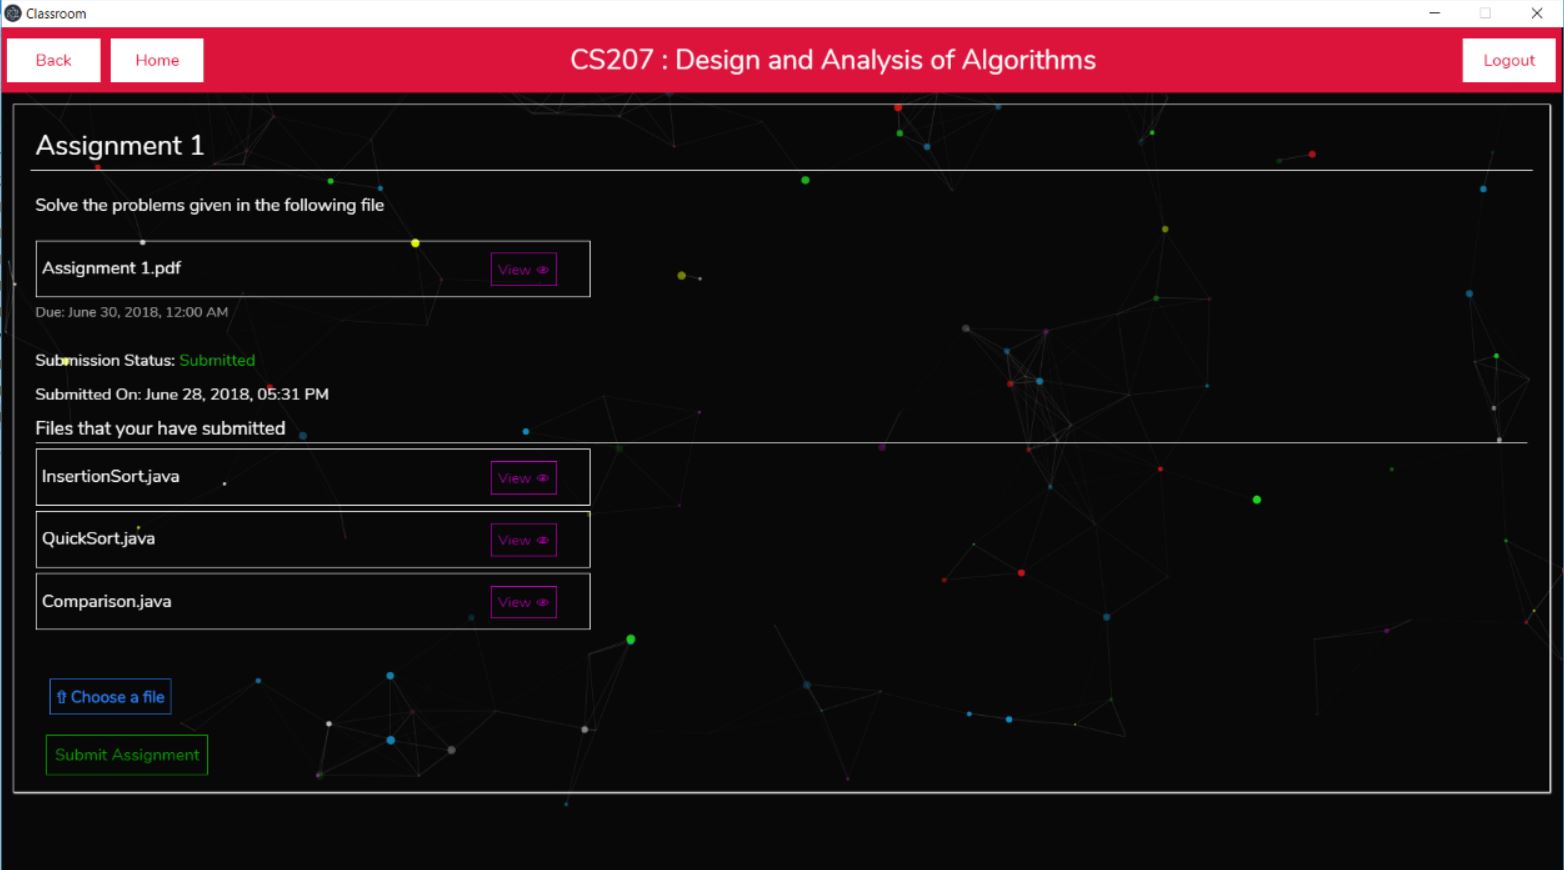 Classroom
Back Home CS207 : Design and Analysis of Algorithms Logout
Assignment 1
Solve the problems given in the following file
Assignment 1.pdf View
Due: June 30, 2018, 12:00 AM
Submission Status: Submitted
Submitted On: June 28, 2018, 05:31 PM
Files that your have submitted
InsertionSort.java View
QuickSort.java View
Comparison.java View
Choose a file
Submit Assignment